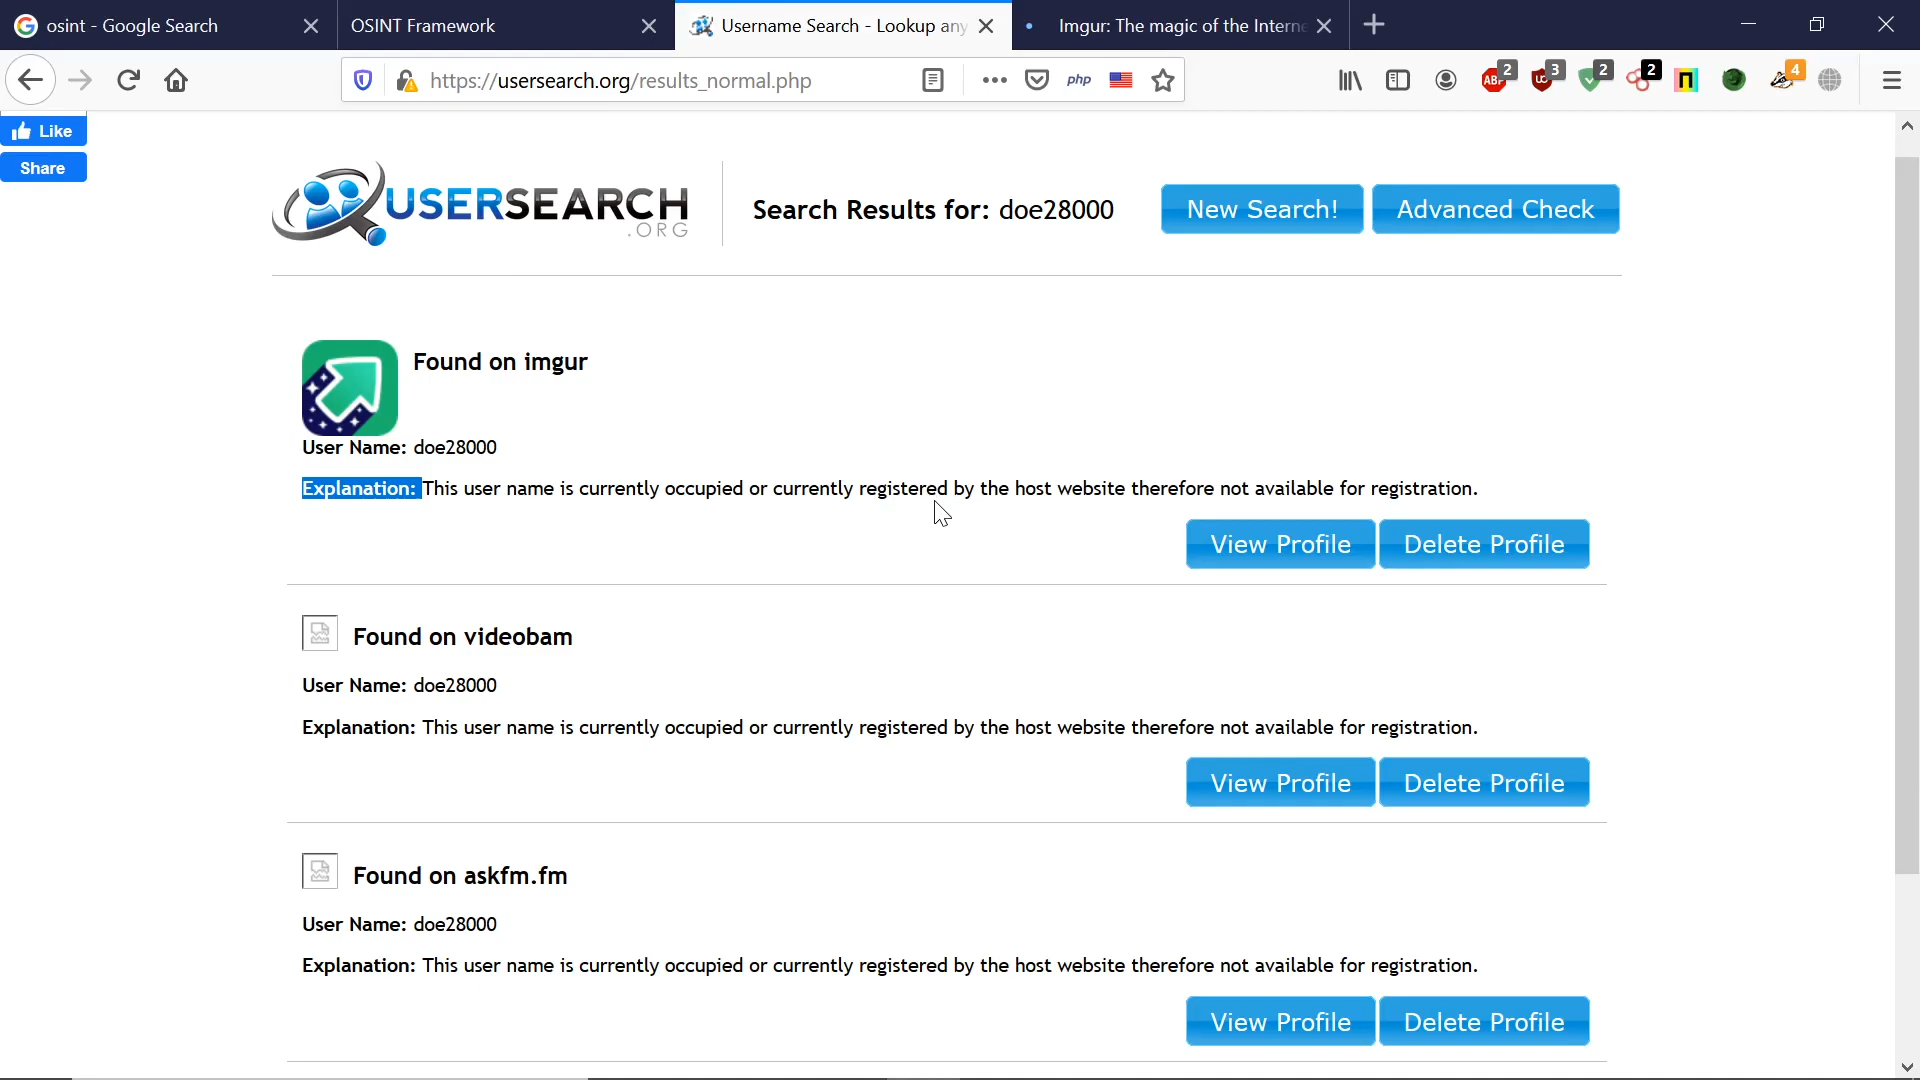 osint - Google Search
OSINT Framework
Username Search - Lookup any
Imgur: The magic of the Interne
https://usersearch.org/results_normal.php
php
ABP 2
3
2
2
4
Like
Share
USERSEARCH
.ORG
Search Results for: doe28000
New Search!
Advanced Check
Found on imgur
User Name: doe28000
Explanation: This user name is currently occupied or currently registered by the host website therefore not available for registration.
View Profile
Delete Profile
Found on videobam
User Name: doe28000
Explanation: This user name is currently occupied or currently registered by the host website therefore not available for registration.
View Profile
Delete Profile
Found on askfm.fm
User Name: doe28000
Explanation: This user name is currently occupied or currently registered by the host website therefore not available for registration.
View Profile
Delete Profile